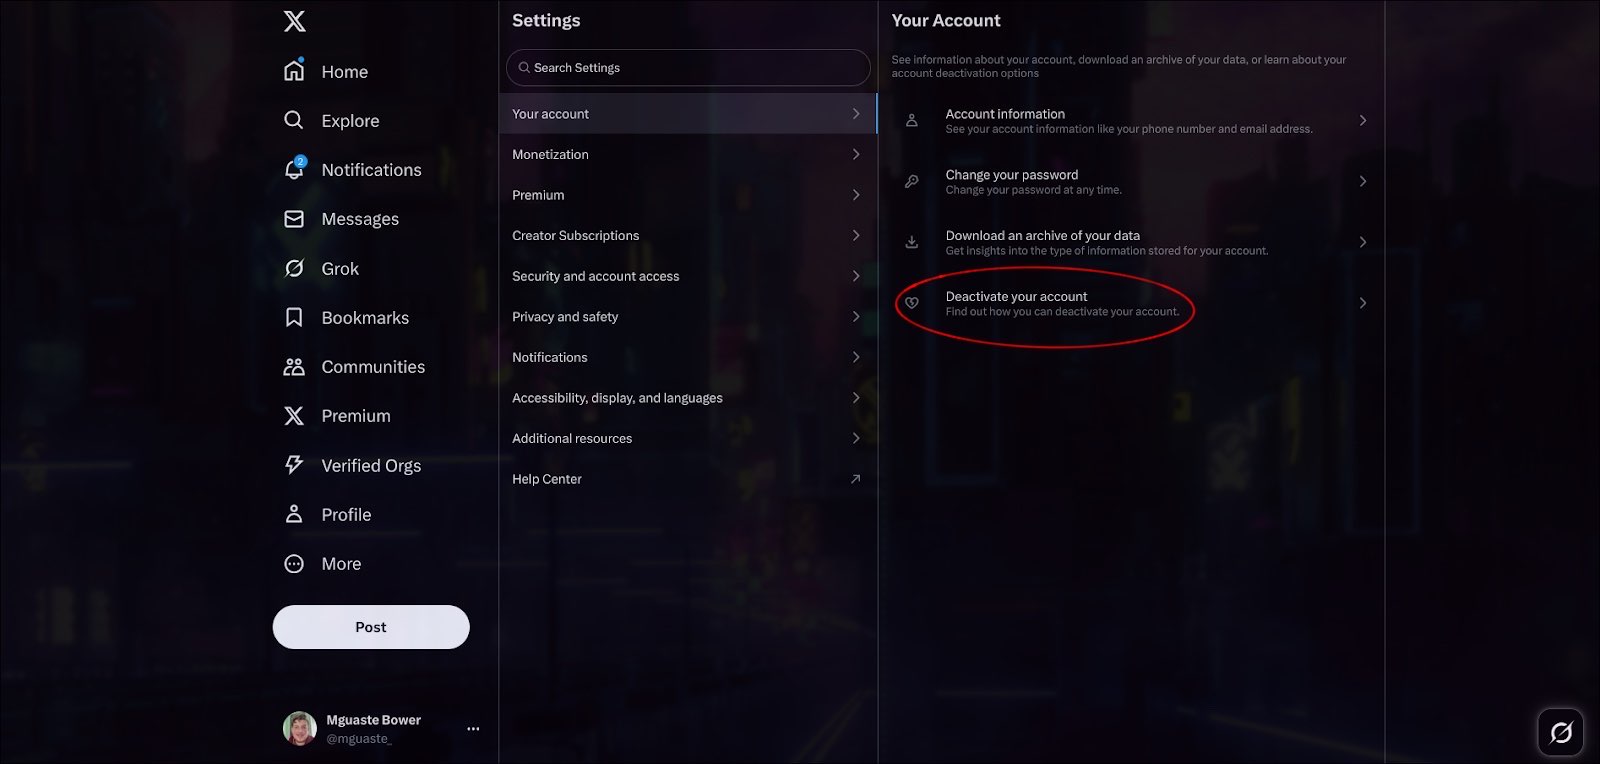 Home
Explore
2
Notifications
Messages
Grok
Bookmarks
Communities
Premium
Verified Orgs
Profile
More
Post
Mguaste Bower
@mguaste_
Settings
Search Settings
Your account
Monetization
Premium
Creator Subscriptions
Security and account access
Privacy and safety
Notifications
Accessibility, display, and languages
Additional resources
Help Center
Your Account
See information about your account, download an archive of your data, or learn about your
account deactivation options
Account information
See your account information like your phone number and email address.
Change your password
Change your password at any time.
Download an archive of your data
Get insights into the type of information stored for your account.
Deactivate your account
Find out how you can deactivate your account.